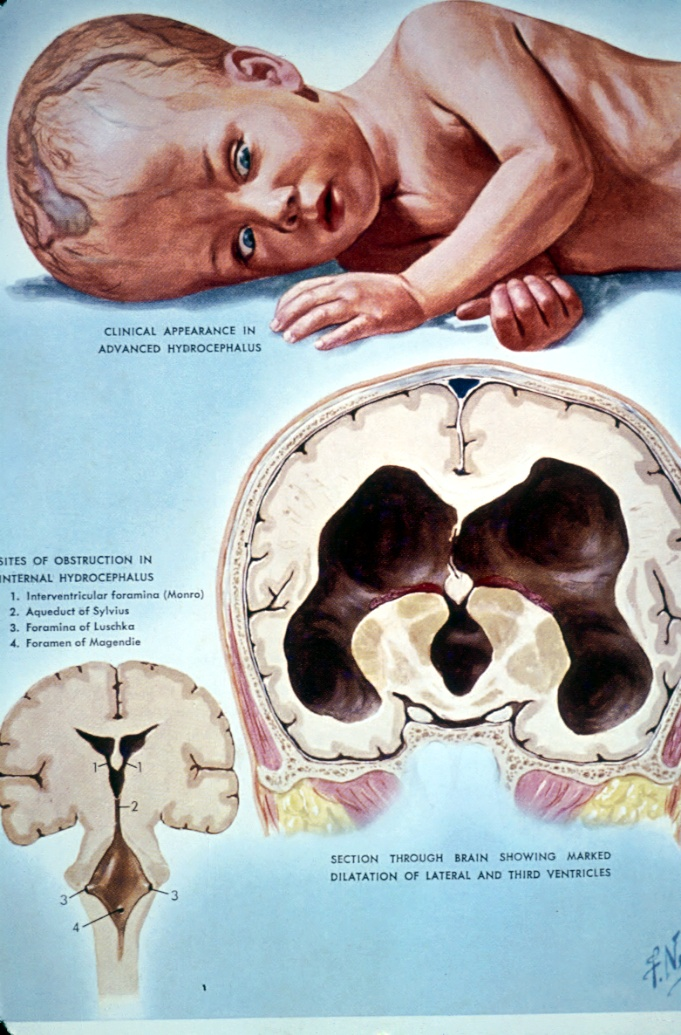 CLINICAL APPEARANCE IN
ADVANCED HYDROCEPHALUS
SITES OF OBSTRUCTION IN
INTERNAL HYDROCEPHALUS
1. Interventricular foramina (Monro)
2. Aqueduct of Sylvius
3. Foramina of Luschka
4. Foramen of Magendie
1 1
2
3 3
4
SECTION THROUGH BRAIN SHOWING MARKED
DILATATION OF LATERAL AND THIRD VENTRICLES
1